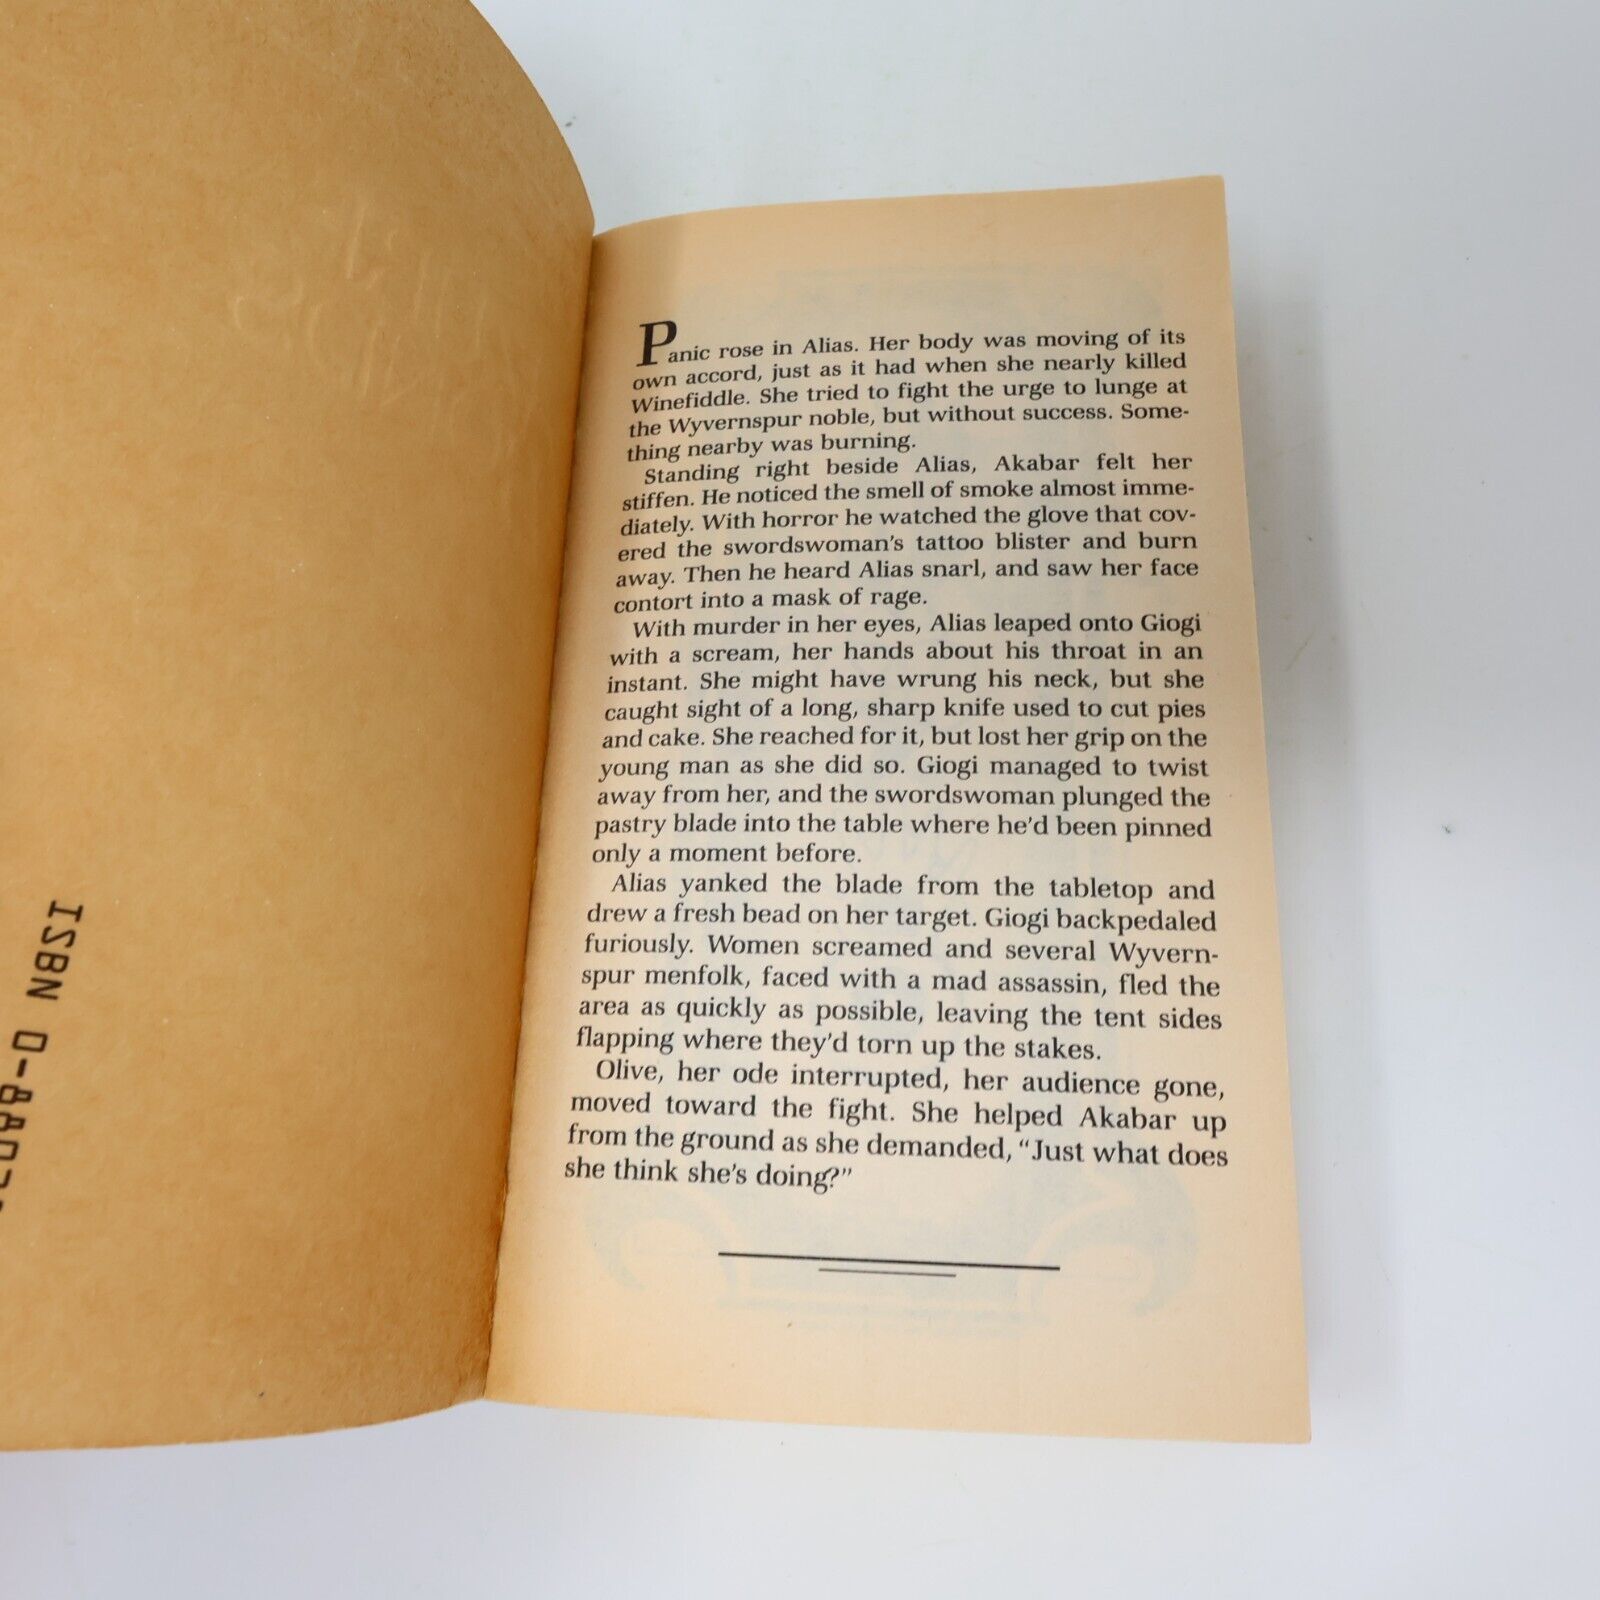 ISBN 0-880
Panic rose in Alias. Her body was moving of its
own accord, just as it had when she nearly killed
Winefiddle. She tried to fight the urge to lunge at
the Wyvernspur noble, but without success. Some-
thing nearby was burning.
Standing right beside Alias, Akabar felt her
stiffen. He noticed the smell of smoke almost imme-
diately. With horror he watched the glove that cov-
ered the swordswoman's tattoo blister and burn
away. Then he heard Alias snarl, and saw her face
contort into a mask of rage.
With murder in her eyes, Alias leaped onto Giogi
with a scream, her hands about his throat in an
instant. She might have wrung his neck, but she
caught sight of a long, sharp knife used to cut pies
and cake. She reached for it, but lost her grip on the
young man as she did so. Giogi managed to twist
away from her, and the swordswoman plunged the
pastry blade into the table where he'd been pinned
only a moment before.
Alias yanked the blade from the tabletop and
drew a fresh bead on her target. Giogi backpedaled
furiously. Women screamed and several Wyvern-
spur menfolk, faced with a mad assassin, fled the
area as quickly as possible, leaving the tent sides
flapping where they'd torn up the stakes.
Olive, her ode interrupted, her audience gone,
moved toward the fight. She helped Akabar up
from the ground as she demanded, "Just what does
she think she's doing?"